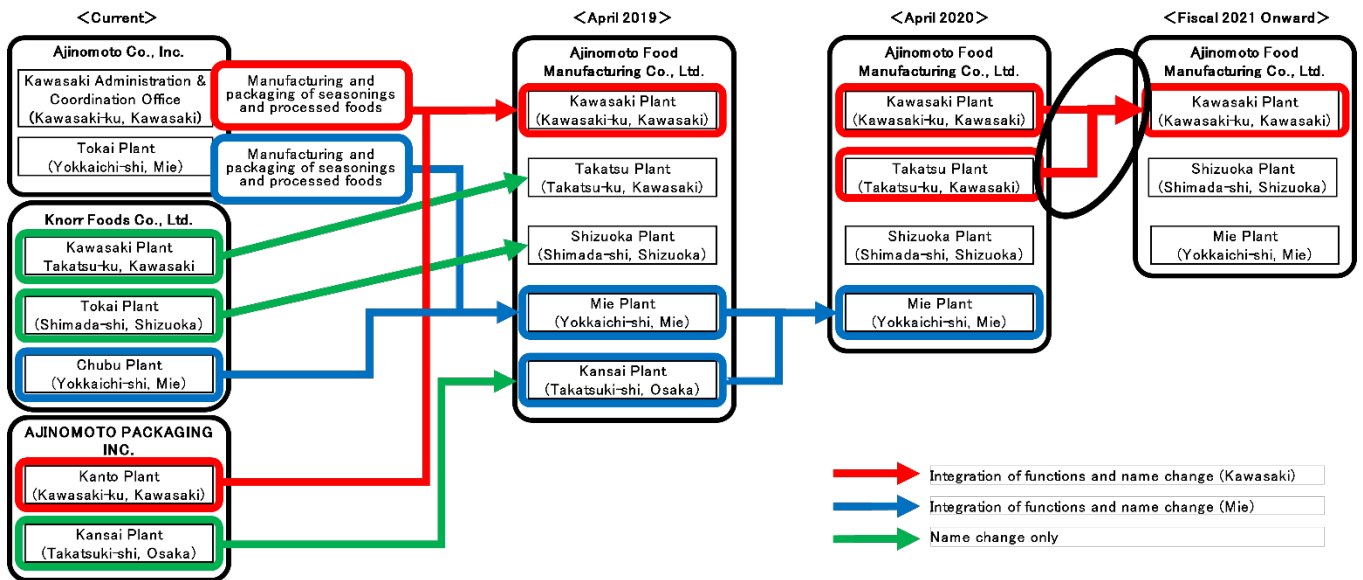 <Current>
Ajinomoto Co., Inc.
Kawasaki Administration &
Coordination Office
(Kawasaki-ku, Kawasaki)
Tokai Plant
(Yokkaichi-shi, Mie)
Manufacturing and
packaging of seasonings
and processed foods
Manufacturing and
packaging of seasonings
and processed foods
Knorr Foods Co., Ltd.
Kawasaki Plant
Takatsu-ku, Kawasaki
Tokai Plant
(Shimada-shi, Shizuoka)
Chubu Plant
(Yokkaichi-shi, Mie)
AJINOMOTO PACKAGING
INC.
Kanto Plant
(Kawasaki-ku, Kawasaki)
Kansai Plant
(Takatsuki-shi, Osaka)
<April 2019>
Ajinomoto Food
Manufacturing Co., Ltd.
Kawasaki Plant
(Kawasaki-ku, Kawasaki)
Takatsu Plant
(Takatsu-ku, Kawasaki)
Shizuoka Plant
(Shimada-shi, Shizuoka)
Mie Plant
(Yokkaichi-shi, Mie)
Kansai Plant
(Takatsuki-shi, Osaka)
<April 2020>
Ajinomoto Food
Manufacturing Co., Ltd.
Kawasaki Plant
(Kawasaki-ku, Kawasaki)
Takatsu Plant
(Takatsu-ku, Kawasaki)
Shizuoka Plant
(Shimada-shi, Shizuoka)
Mie Plant
(Yokkaichi-shi, Mie)
<Fiscal 2021 Onward>
Ajinomoto Food
Manufacturing Co., Ltd.
Kawasaki Plant
(Kawasaki-ku, Kawasaki)
Shizuoka Plant
(Shimada-shi, Shizuoka)
Mie Plant
(Yokkaichi-shi, Mie)
Integration of functions and name change (Kawasaki)
Integration of functions and name change (Mie)
Name change only